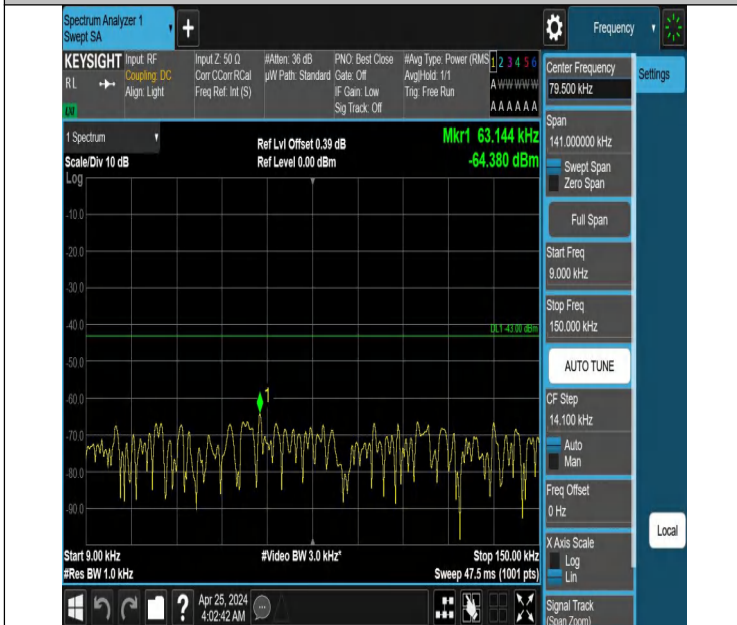 Spectrum Analyzer 1
Swept SA
+
Frequency
KEYSIGHT
RL
LXI
Input: RF
Coupling: DC
Align: Light
Input Z: 50 Ω
Corr CCorr RCal
Freq Ref: Int (S)
#Atten: 36 dB
µW Path: Standard
PNO: Best Close
Gate: Off
IF Gain: Low
Sig Track: Off
#Avg Type: Power (RMS
Avg|Hold: 1/1
Trig: Free Run
1 2 3 4 5 6
A W W W W W
A A A A A A
Center Frequency
79.500 kHz
Settings
1 Spectrum
Scale/Div 10 dB
Log
Ref Lvl Offset 0.39 dB
Ref Level 0.00 dBm
Mkr1 63.144 kHz
-64.380 dBm
Span
141.000000 kHz
Swept Span
Zero Span
Full Span
Start Freq
9.000 kHz
Stop Freq
150.000 kHz
AUTO TUNE
CF Step
14.100 kHz
Auto
Man
Freq Offset
0 Hz
X Axis Scale
Log
Lin
Signal Track
(Span Zoom)
Local
-10.0
-20.0
-30.0
-40.0
DL1 -43.00 dBm
-50.0
-60.0
1
-70.0
-80.0
-90.0
Start 9.00 kHz
#Res BW 1.0 kHz
#Video BW 3.0 kHz*
Stop 150.00 kHz
Sweep 47.5 ms (1001 pts)
?
Apr 25, 2024
4:02:42 AM